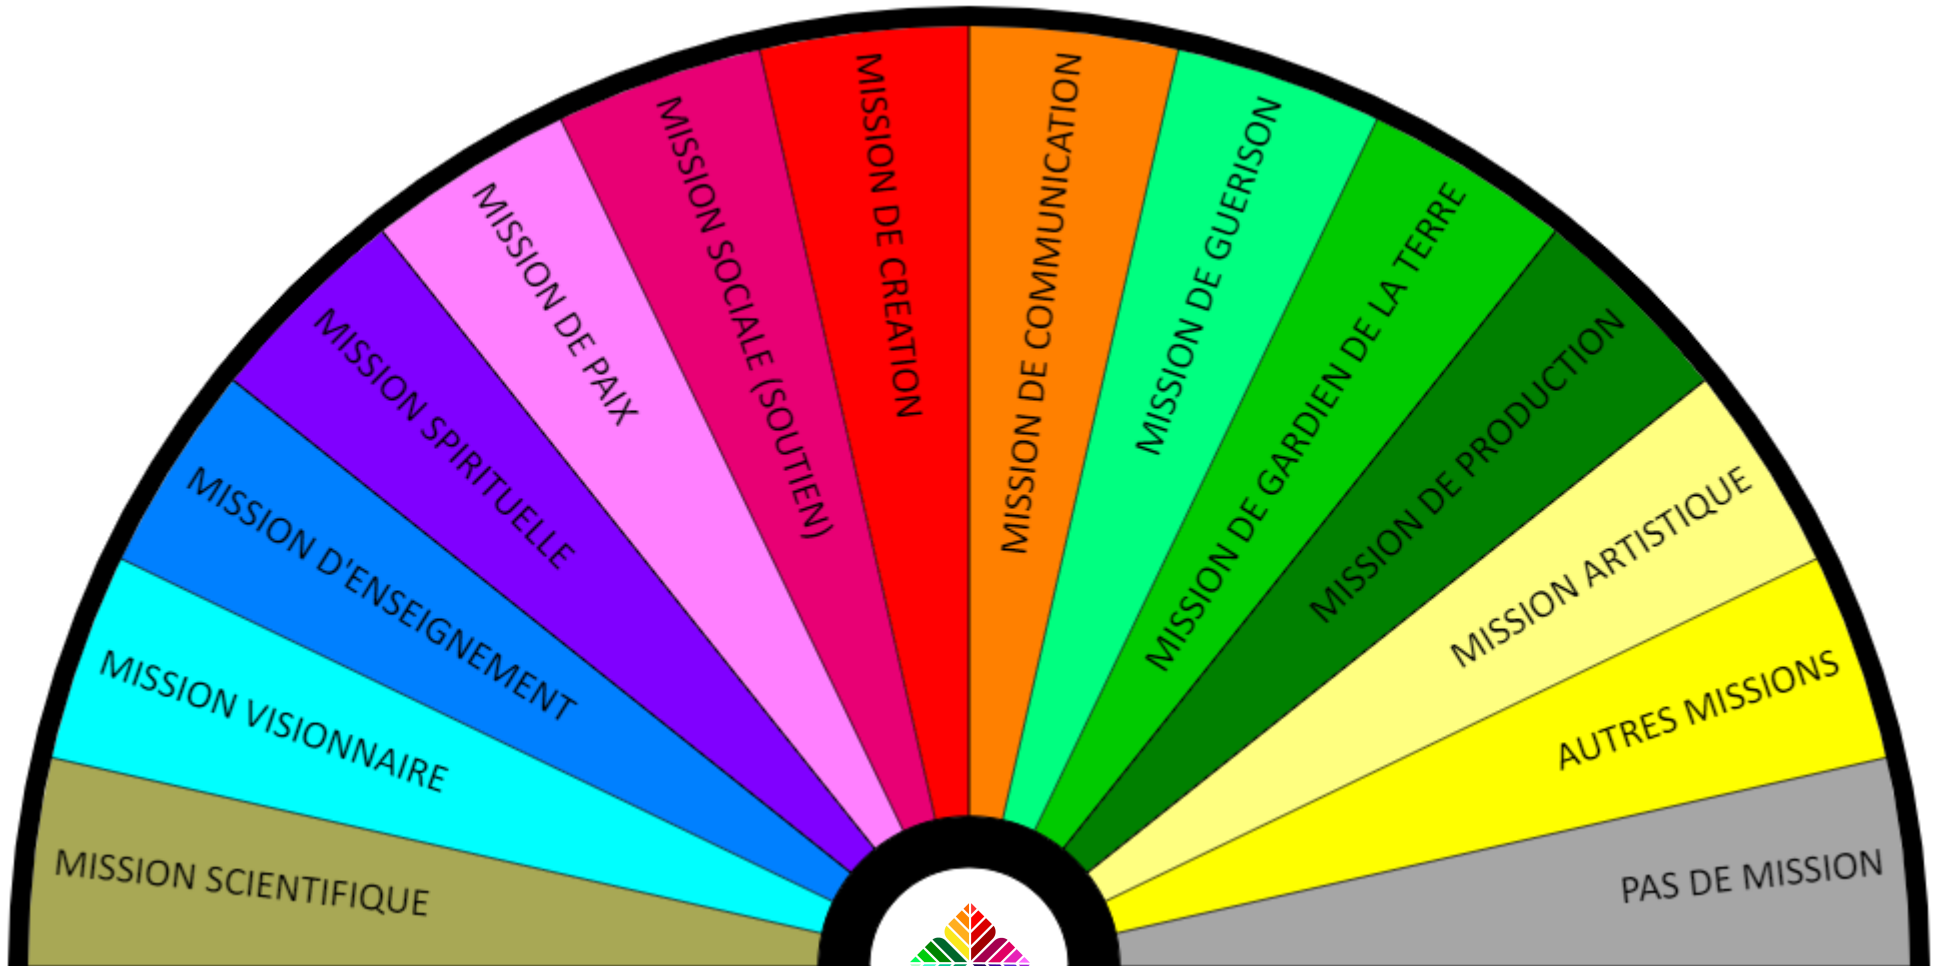 MISSION SCIENTIFIQUE
MISSION VISIONNAIRE
MISSION D'ENSEIGNEMENT
MISSION SPIRITUELLE
MISSION DE PAIX
MISSION SOCIALE (SOUTIEN)
MISSION DE CREATION
MISSION DE COMMUNICATION
MISSION DE GUERISON
MISSION DE GARDIEN DE LA TERRE
MISSION DE PRODUCTION
MISSION ARTISTIQUE
AUTRES MISSIONS
PAS DE MISSION